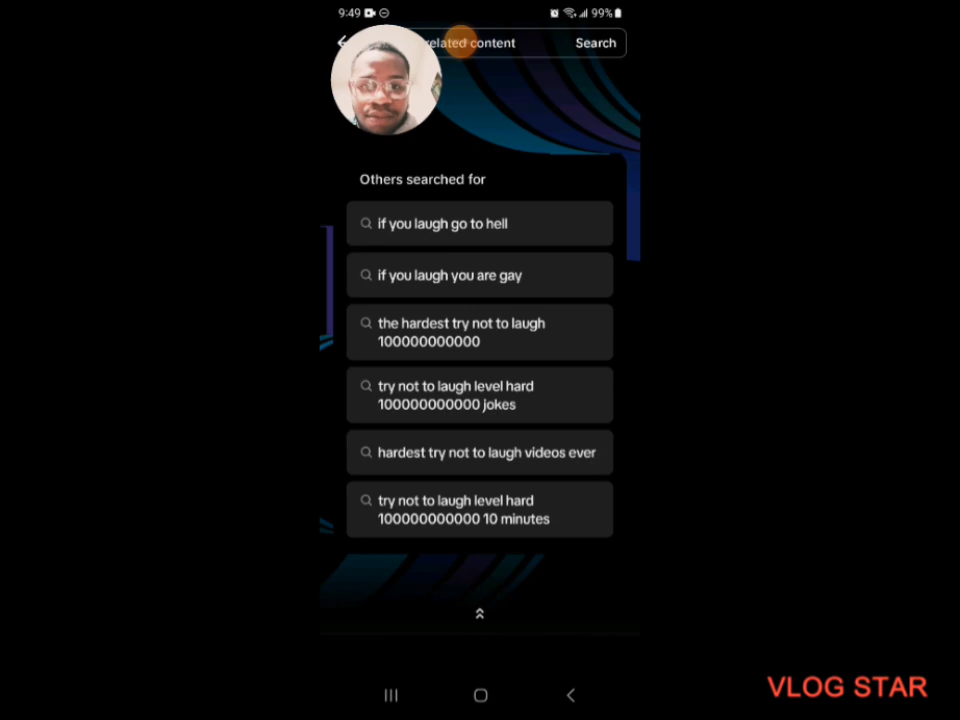 9:49
99%
related content
Search
Others searched for
if you laugh go to hell
if you laugh you are gay
the hardest try not to laugh
100000000000
try not to laugh level hard
100000000000 jokes
hardest try not to laugh videos ever
try not to laugh level hard
100000000000 10 minutes
VLOG STAR